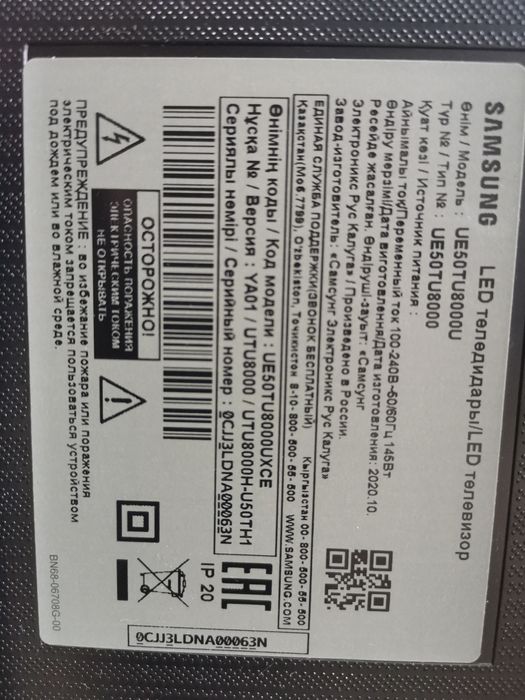 SAMSUNG LED теледидары/LED телевизор
Өнім / Модель : UE50TU8000U
Typ № / Тип № : UE50TU8000
Қуат көзі / Источник питания :
Айнымалы ток/Переменный ток 100-240В~50/60Гц 145Вт
Өндіру мерзімі/Дата виготовлення/Дата изготовления: 2020.10.
Ресейде жасалған. Өндіруші-зауыт: «Самсунг
Электроникс Рус Калуга» / Произведено в России.
Завод-изготовитель: «Самсунг Электроникс Рус Калуга»
ЕДИНАЯ СЛУЖБА ПОДДЕРЖКИ(ЗВОНОК БЕСПЛАТНЫЙ) Кыргызстан 00-800-500-55-500
Қазақстан(Моб.7799), O'zbekiston, Тоҷикистон 8-10-800-500-55-500 WWW.SAMSUNG.COM
Өнімнің коды / Код модели : UE50TU8000UXCE
Нұсқа № / Версия : YA01 / UTU8000 / UTU8000H-U50TH1
Сериялы нөмірі / Серийный номер : 0CJJ3LDNA00063N
EAC
IP 20
ОСТОРОЖНО!
ОПАСНОСТЬ ПОРАЖЕНИЯ
ЭЛЕКТРИЧЕСКИМ ТОКОМ
НЕ ОТКРЫВАТЬ
ПРЕДУПРЕЖДЕНИЕ : во избежание пожара или поражения
электрическим током запрещается пользоваться устройством
под дождем или во влажной среде.
BN68-06708G-00
0CJJ3LDNA00063N